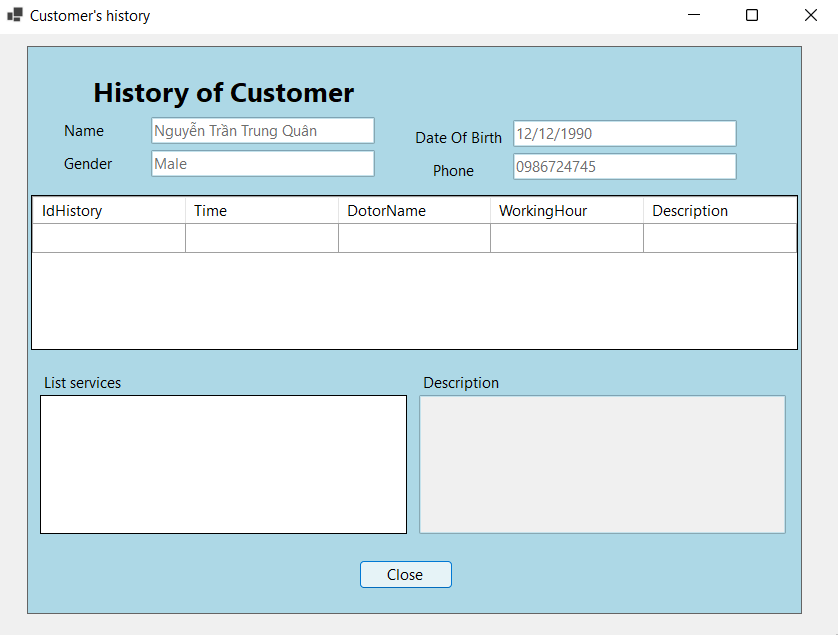 Customer's history
History of Customer
Name Nguyễn Trần Trung Quân Date Of Birth 12/12/1990
Gender Male Phone 0986724745
IdHistory Time DotorName WorkingHour Description
List services Description
Close